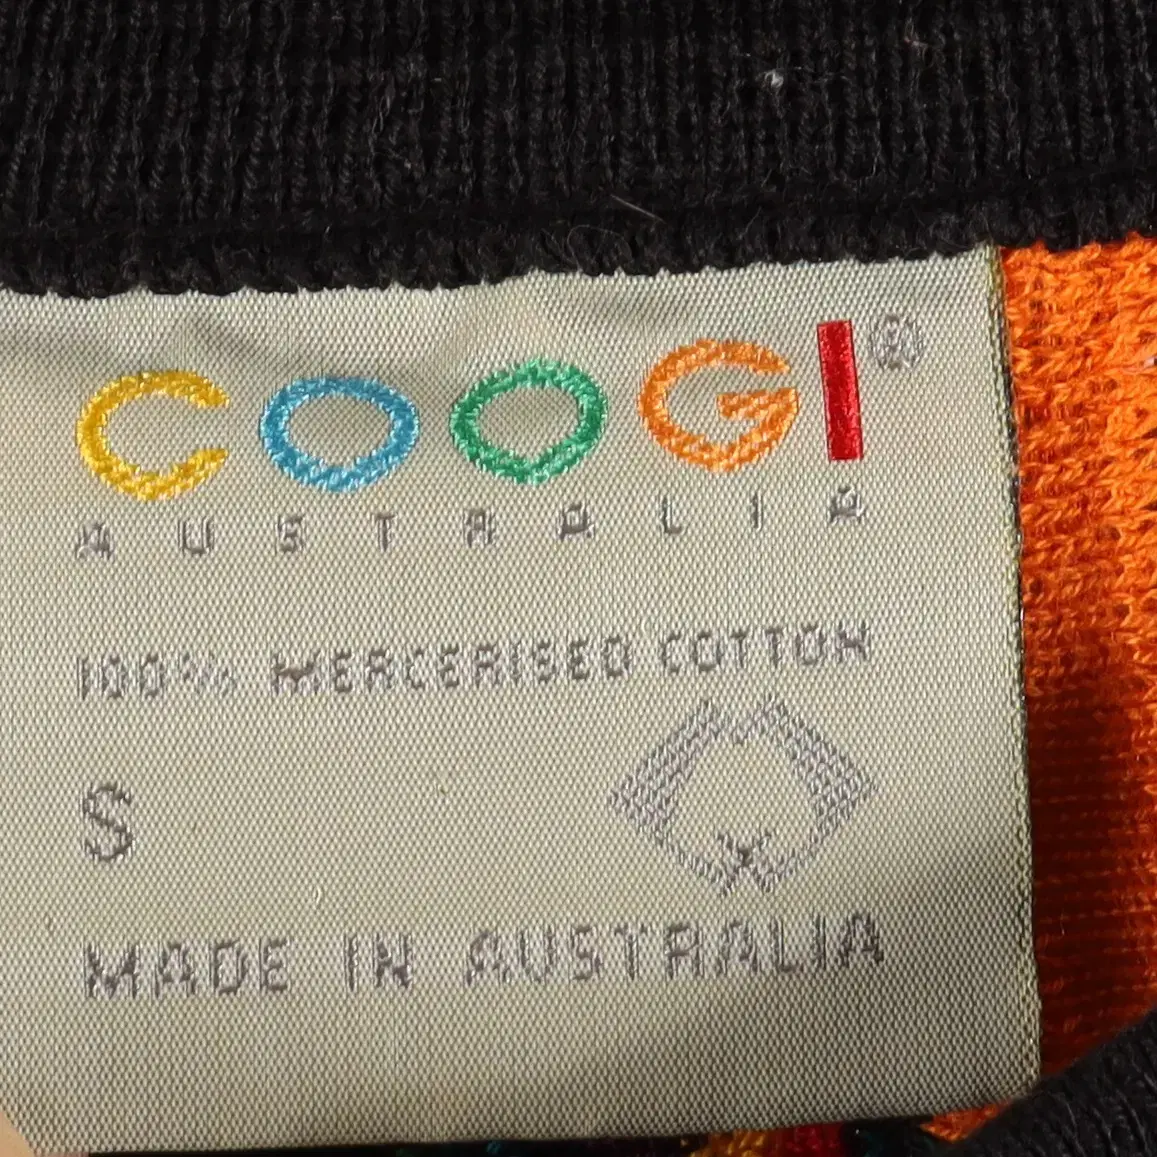 COOGI®
AUSTRALIA
100% MERCERISED COTTON
S
MADE IN AUSTRALIA